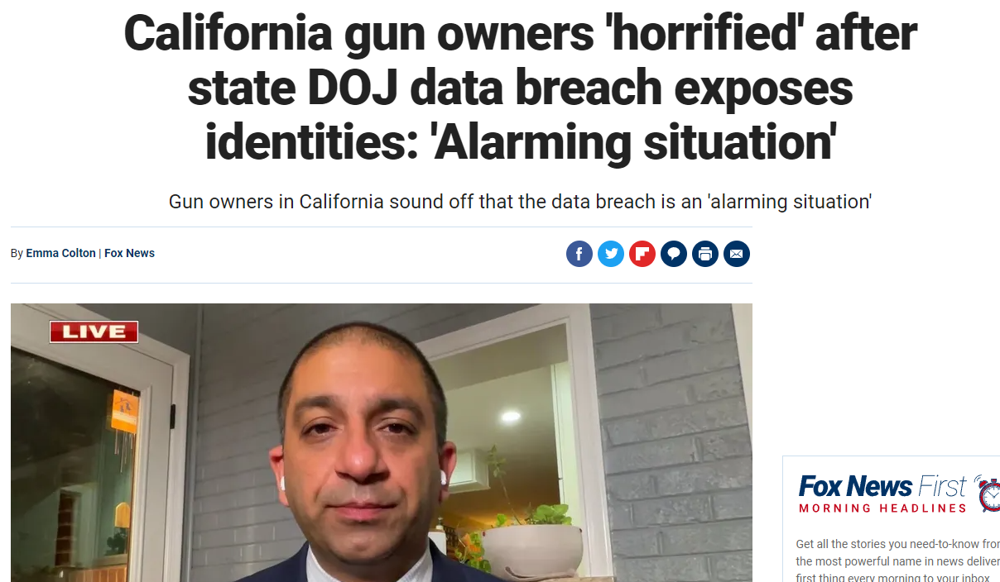 California gun owners 'horrified' after
state DOJ data breach exposes
identities: 'Alarming situation'
Gun owners in California sound off that the data breach is an 'alarming situation'
By Emma Colton | Fox News
LIVE
Fox News First
MORNING HEADLINES
Get all the stories you need-to-know from
the most powerful name in news deliver
first thing every morning to your inbox